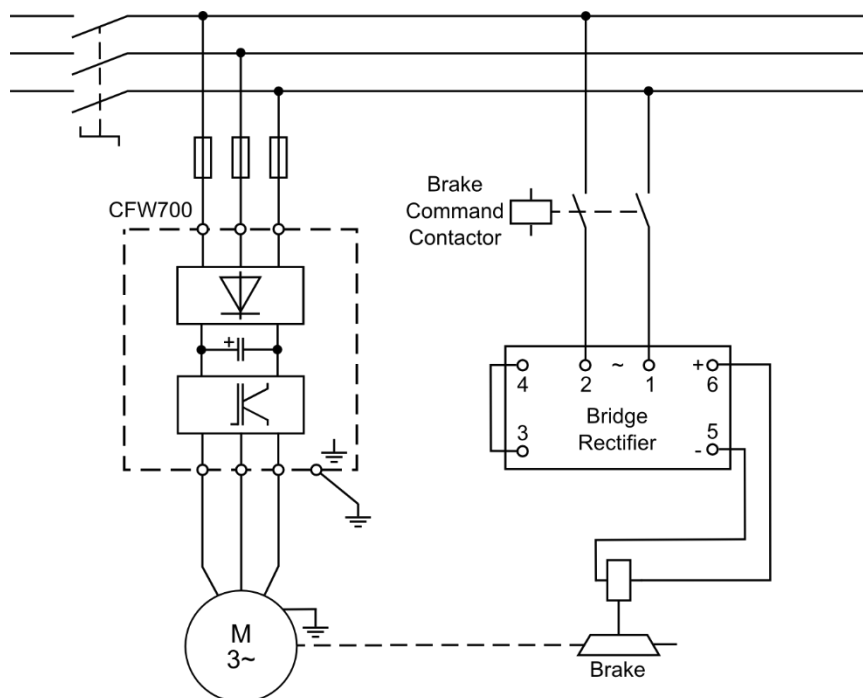 CFW700
Brake
Command
Contactor
+
4
2
~
1
+
6
Bridge
Rectifier
3
5
-
M
3~
Brake